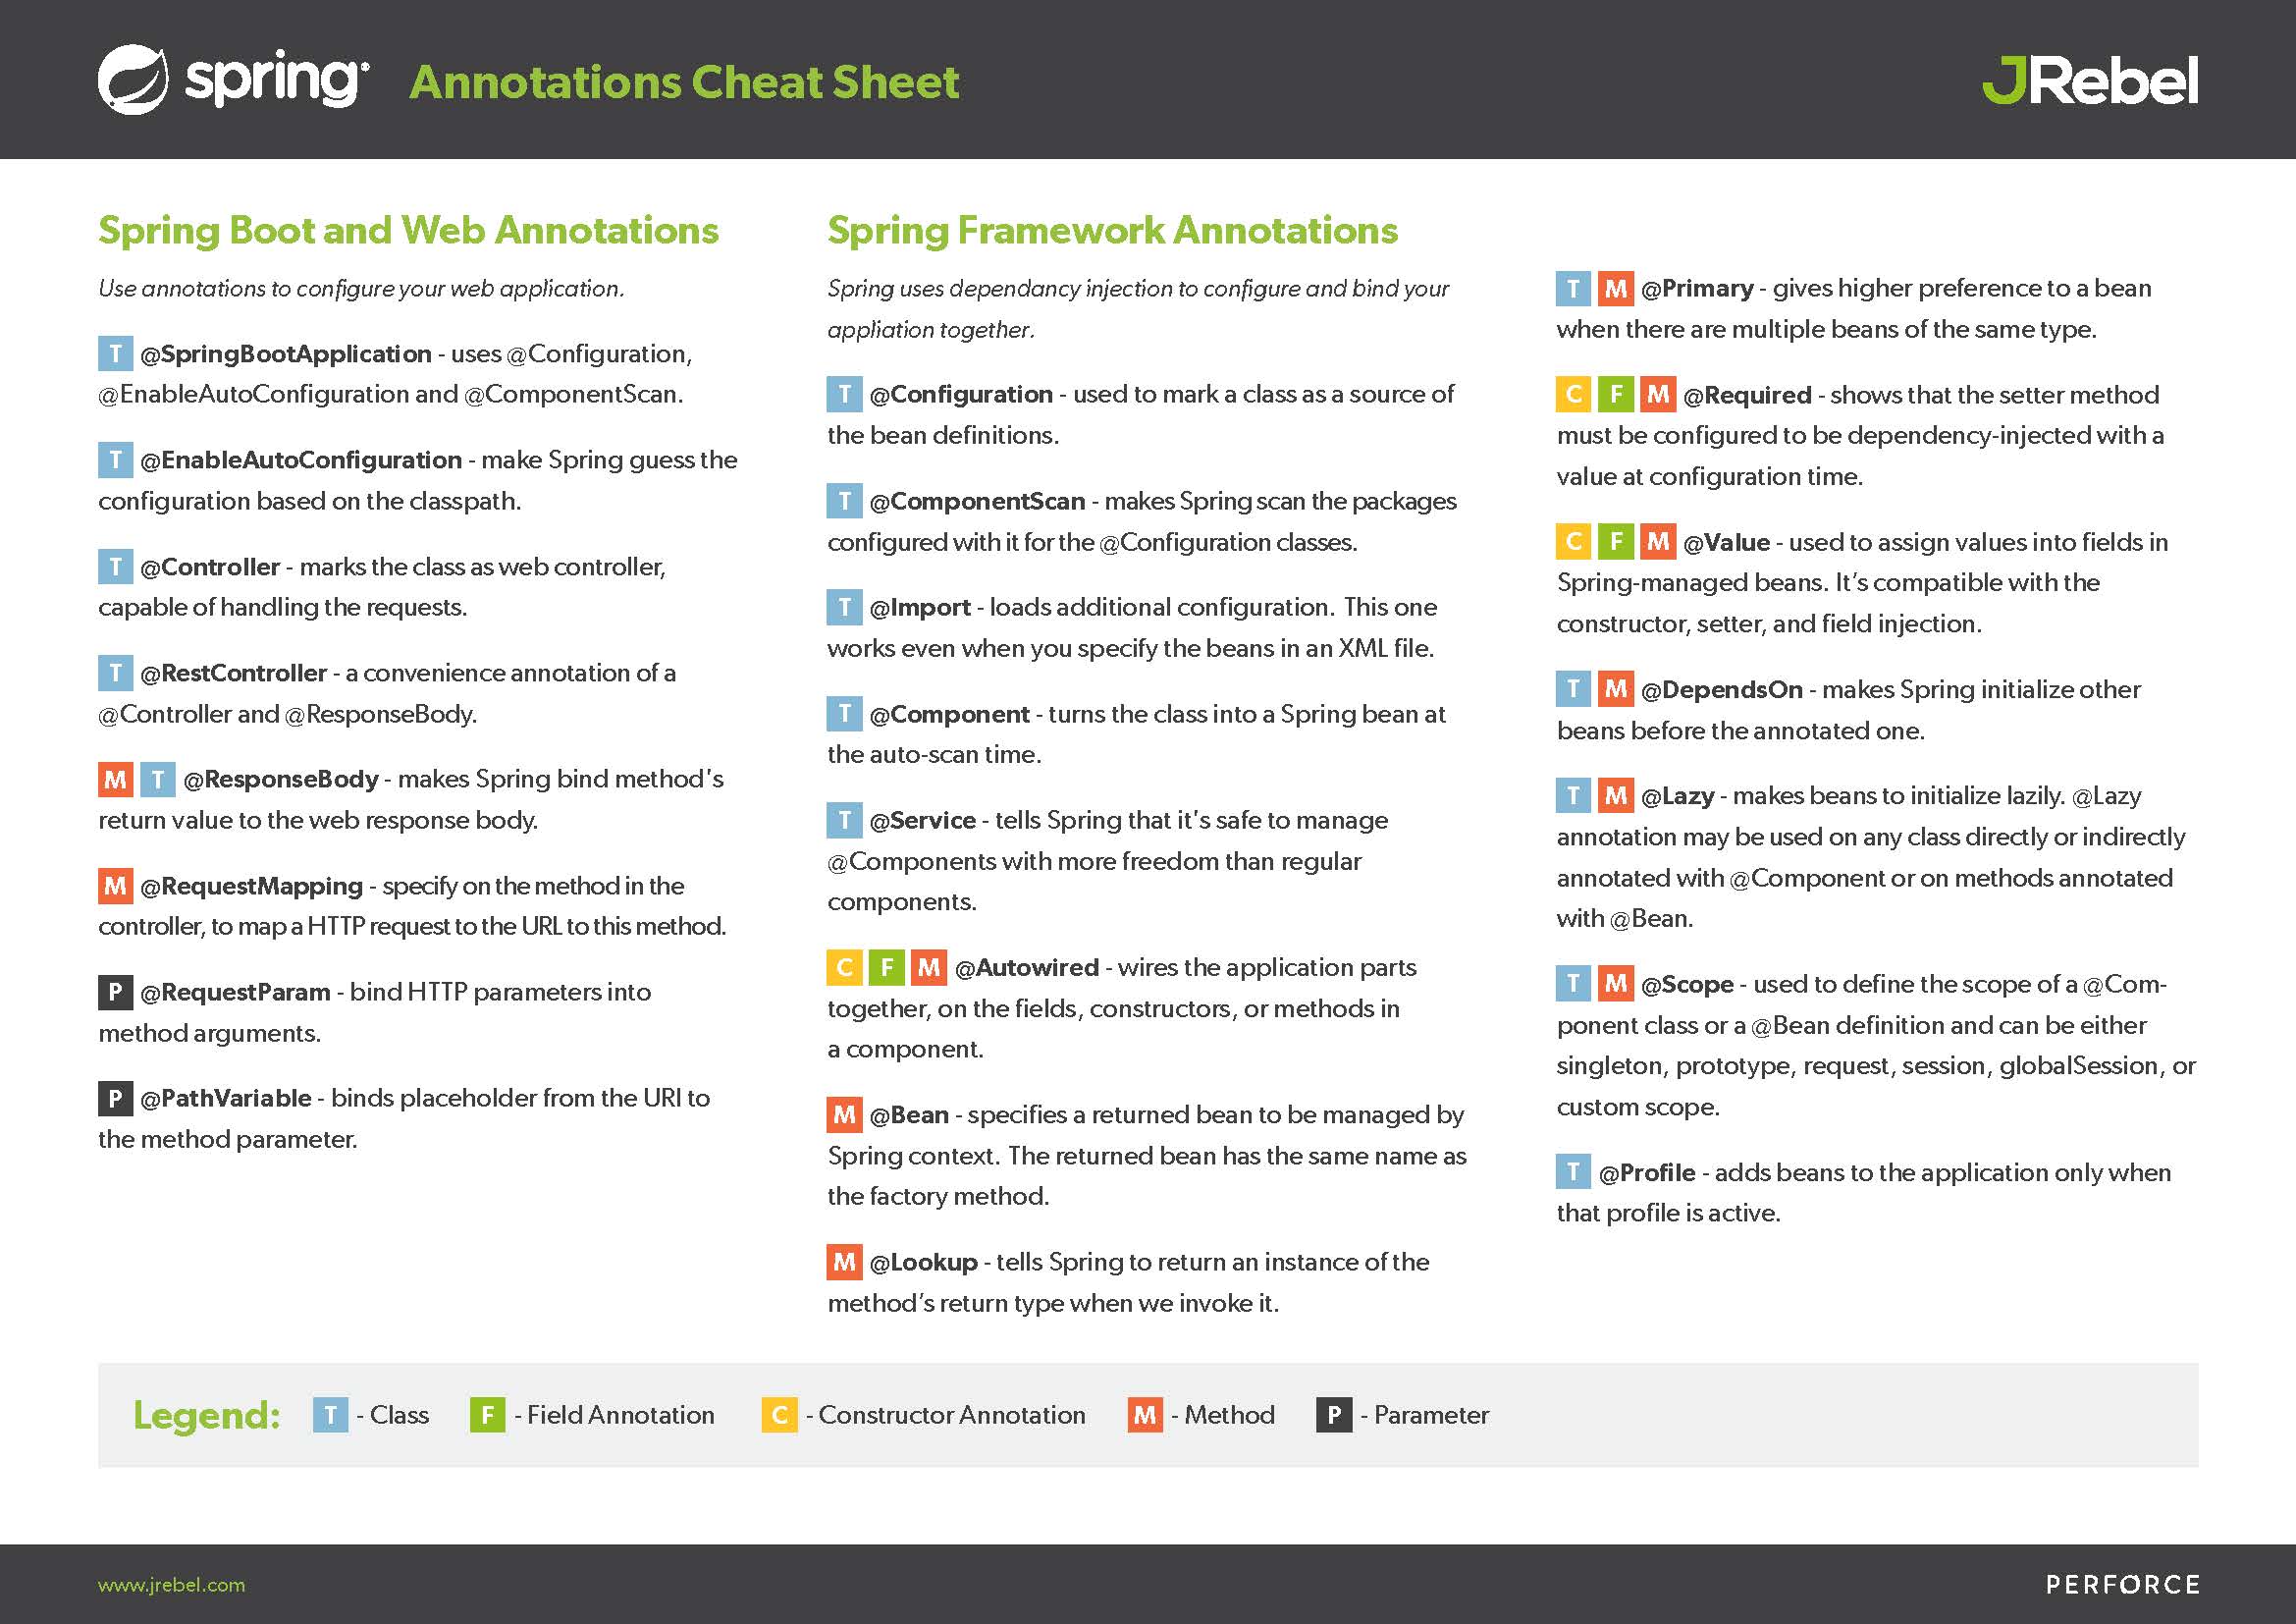 spring Annotations Cheat Sheet
JRebel
Spring Boot and Web Annotations
Use annotations to configure your web application.
T @SpringBootApplication - uses @Configuration,
@EnableAutoConfiguration and @ComponentScan.
T @EnableAutoConfiguration - make Spring guess the
configuration based on the classpath.
T @Controller - marks the class as web controller,
capable of handling the requests.
T @RestController - a convenience annotation of a
@Controller and @ResponseBody.
M T @ResponseBody - makes Spring bind method's
return value to the web response body.
M @RequestMapping - specify on the method in the
controller, to map a HTTP request to the URL to this method.
P @RequestParam - bind HTTP parameters into
method arguments.
P @PathVariable - binds placeholder from the URI to
the method parameter.
Spring Framework Annotations
Spring uses dependancy injection to configure and bind your
appliation together.
T @Configuration - used to mark a class as a source of
the bean definitions.
T @ComponentScan - makes Spring scan the packages
configured with it for the @Configuration classes.
T @Import - loads additional configuration. This one
works even when you specify the beans in an XML file.
T @Component - turns the class into a Spring bean at
the auto-scan time.
T @Service - tells Spring that it's safe to manage
@Components with more freedom than regular
components.
C F M @Autowired - wires the application parts
together, on the fields, constructors, or methods in
a component.
M @Bean - specifies a returned bean to be managed by
Spring context. The returned bean has the same name as
the factory method.
M @Lookup - tells Spring to return an instance of the
method’s return type when we invoke it.
T M @Primary - gives higher preference to a bean
when there are multiple beans of the same type.
C F M @Required - shows that the setter method
must be configured to be dependency-injected with a
value at configuration time.
C F M @Value - used to assign values into fields in
Spring-managed beans. It’s compatible with the
constructor, setter, and field injection.
T M @DependsOn - makes Spring initialize other
beans before the annotated one.
T M @Lazy - makes beans to initialize lazily. @Lazy
annotation may be used on any class directly or indirectly
annotated with @Component or on methods annotated
with @Bean.
T M @Scope - used to define the scope of a @Com-
ponent class or a @Bean definition and can be either
singleton, prototype, request, session, globalSession, or
custom scope.
T @Profile - adds beans to the application only when
that profile is active.
Legend: T - Class F - Field Annotation C - Constructor Annotation M - Method P - Parameter
www.jrebel.com
PERFORCE